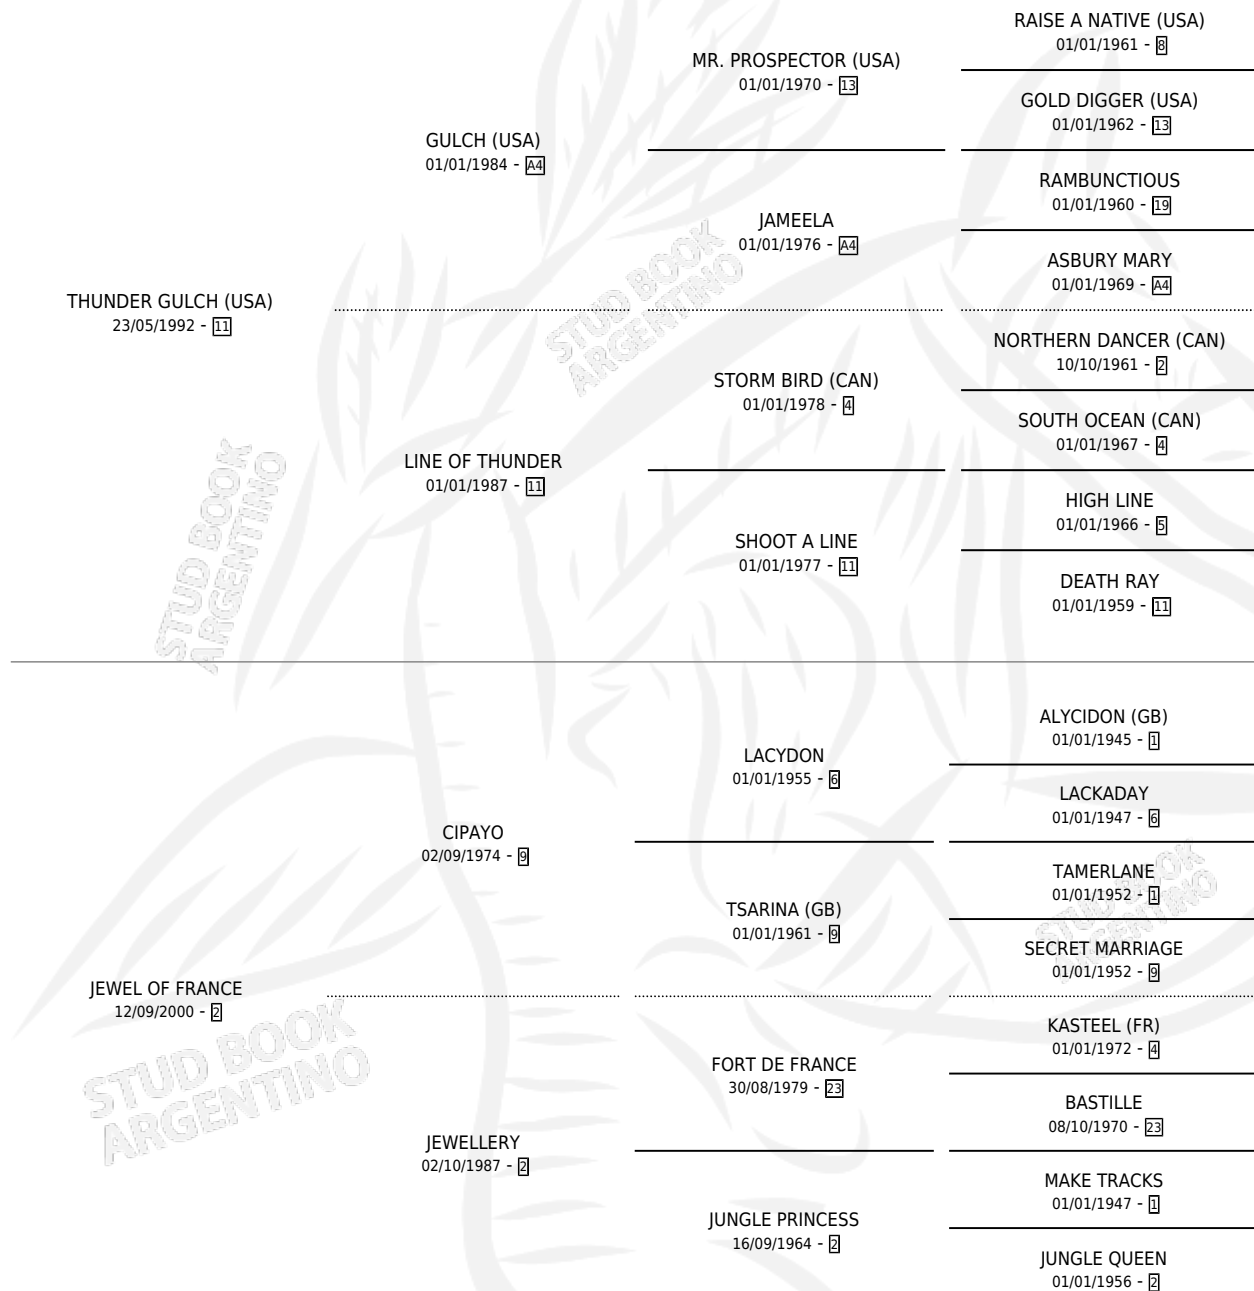 RAISE A NATIVE (USA)
01/01/1961 - 8
MR. PROSPECTOR (USA)
01/01/1970 - 13
GOLD DIGGER (USA)
01/01/1962 - 13
GULCH (USA)
01/01/1984 - A4
RAMBUNCTIOUS
01/01/1960 - 19
JAMEELA
01/01/1976 - A4
ASBURY MARY
01/01/1969 - A4
THUNDER GULCH (USA)
23/05/1992 - 11
NORTHERN DANCER (CAN)
10/10/1961 - 2
STORM BIRD (CAN)
01/01/1978 - 4
SOUTH OCEAN (CAN)
01/01/1967 - 4
LINE OF THUNDER
01/01/1987 - 11
HIGH LINE
01/01/1966 - 5
SHOOT A LINE
01/01/1977 - 11
DEATH RAY
01/01/1959 - 11
STUD BOOK
ARGENTINO
STUD BOOK
ARGENTINO
ALYCIDON (GB)
01/01/1945 - 1
LACYDON
01/01/1955 - 6
LACKADAY
01/01/1947 - 6
CIPAYO
02/09/1974 - 9
TAMERLANE
01/01/1952 - 1
TSARINA (GB)
01/01/1961 - 9
SECRET MARRIAGE
01/01/1952 - 9
JEWEL OF FRANCE
12/09/2000 - 2
KASTEEL (FR)
01/01/1972 - 4
FORT DE FRANCE
30/08/1979 - 23
BASTILLE
08/10/1970 - 23
JEWELLERY
02/10/1987 - 2
MAKE TRACKS
01/01/1947 - 1
JUNGLE PRINCESS
16/09/1964 - 2
JUNGLE QUEEN
01/01/1956 - 2
STUD BOOK
ARGENTINO
STUD BOOK
ARGENTINO